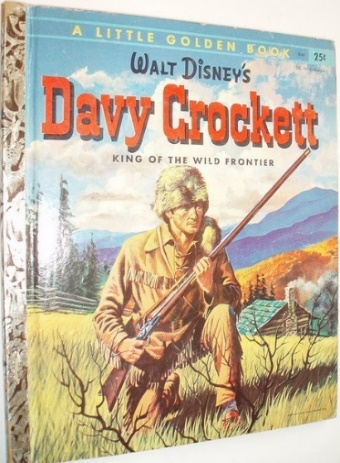 A LITTLE GOLDEN BOOK 25¢
WALT DISNEY'S
Davy Crockett
KING OF THE WILD FRONTIER